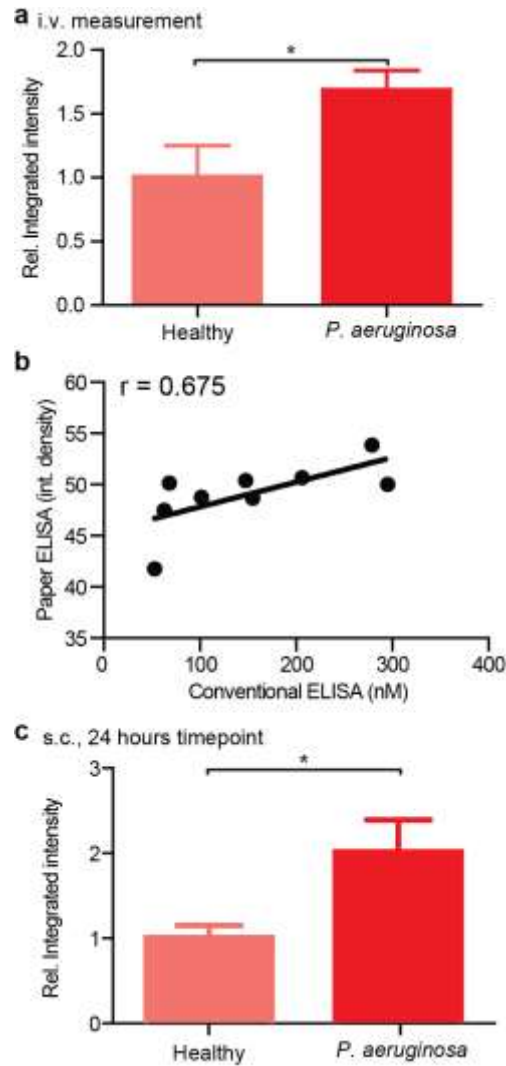 a i.v. measurement
*
2.0
1.5
1.0
0.5
0.0
Rel. Integrated intensity
Healthy P. aeruginosa
b
r = 0.675
60
55
50
45
40
35
Paper ELISA (int. density)
0 100 200 300 400
Conventional ELISA (nM)
c s.c., 24 hours timepoint
*
3
2
1
0
Rel. Integrated intensity
Healthy P. aeruginosa